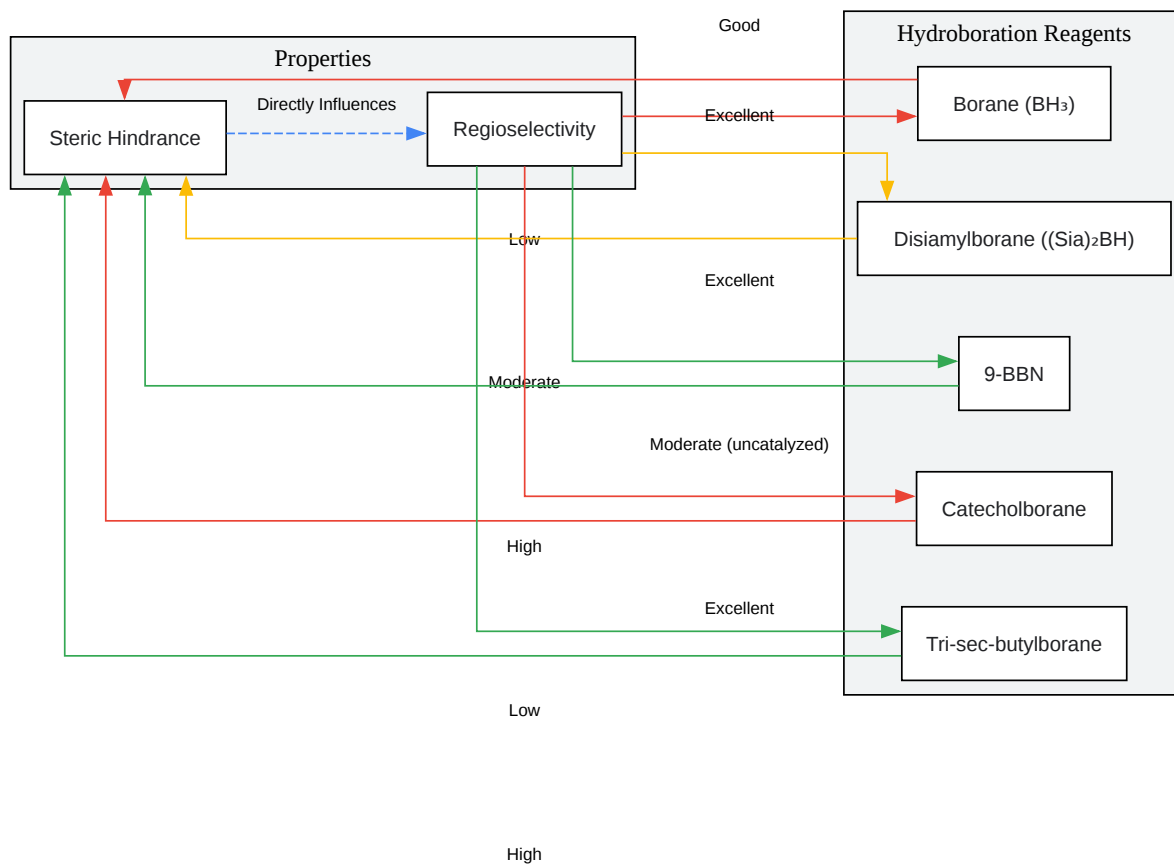 Good
Hydroboration Reagents
Properties
Borane (BH₃)
Directly Influences
Excellent
Regioselectivity
Steric Hindrance
Low
Disiamylborane ((Sia)₂BH)
Excellent
9-BBN
Moderate
Moderate (uncatalyzed)
Catecholborane
High
Excellent
Tri-sec-butylborane
Low
High